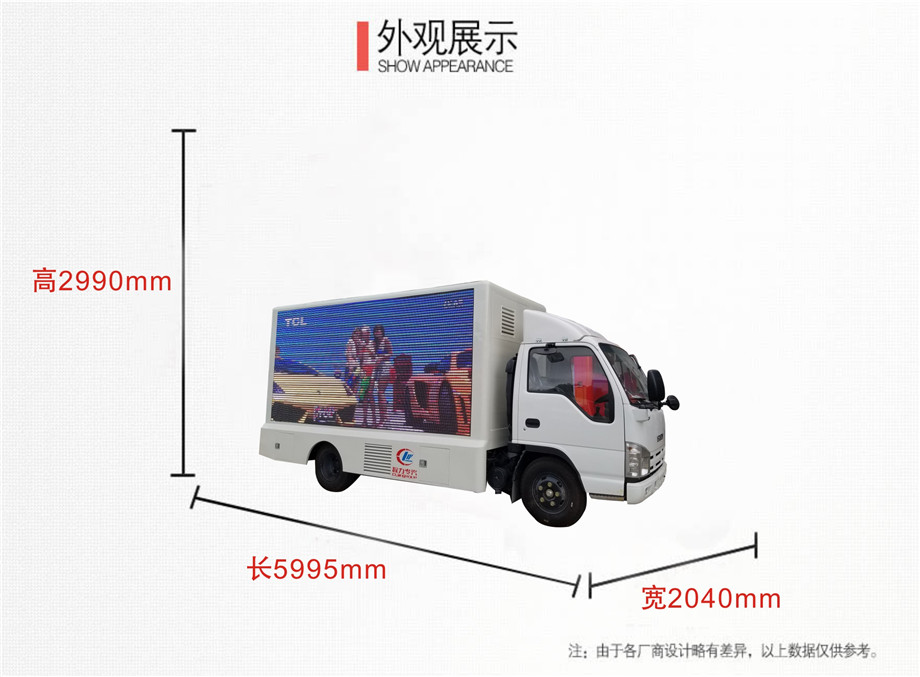 外观展示
SHOW APPEARANCE
高2990mm
TCL
长5995mm
宽2040mm
注：由于各厂商设计略有差异，以上数据仅供参考。